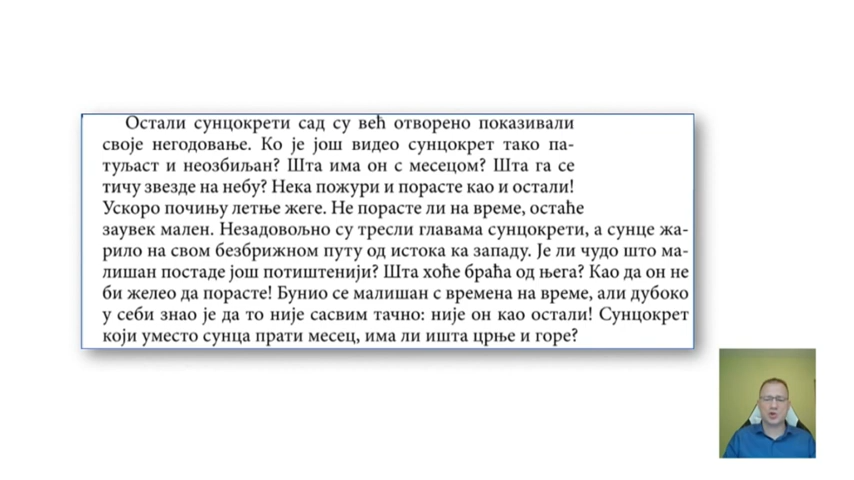 Остали сунцокрети сад су већ отворено показивали
своје негодовање. Ко је још видео сунцокрет тако па-
туљаст и неозбиљан? Шта има он с месецом? Шта га се
тичу звезде на небу? Нека пожури и порасте као и остали!
Ускоро почињу летње жеге. Не порасте ли на време, остаће
заувек мален. Незадовољно су тресли главама сунцокрети, а сунце жа-
рило на свом безбрижном путу од истока ка западу. Је ли чудо што ма-
лишан постаде још потиштенији? Шта хоће браћа од њега? Као да он не
би желео да порасте! Бунио се малишан с времена на време, али дубоко
у себи знао је да то није сасвим тачно: није он као остали! Сунцокрет
који уместо сунца прати месец, има ли ишта црње и горе?